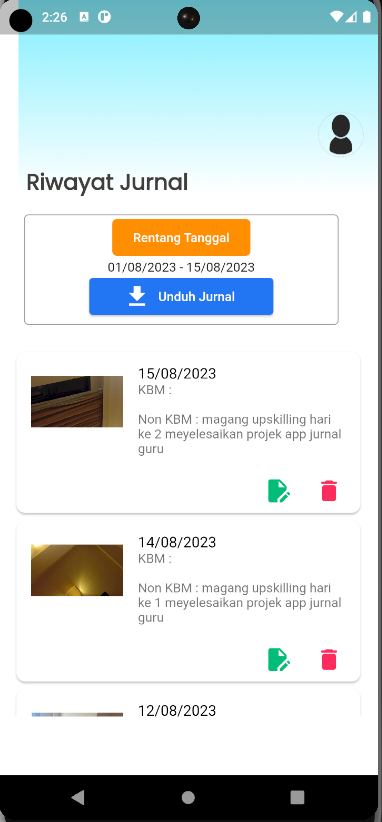 2:26
Riwayat Jurnal
Rentang Tanggal
01/08/2023 - 15/08/2023
Unduh Jurnal
15/08/2023
KBM :
Non KBM : magang upskilling hari
ke 2 meyelesaikan projek app jurnal
guru
14/08/2023
KBM :
Non KBM : magang upskilling hari
ke 1 meyelesaikan projek app jurnal
guru
12/08/2023